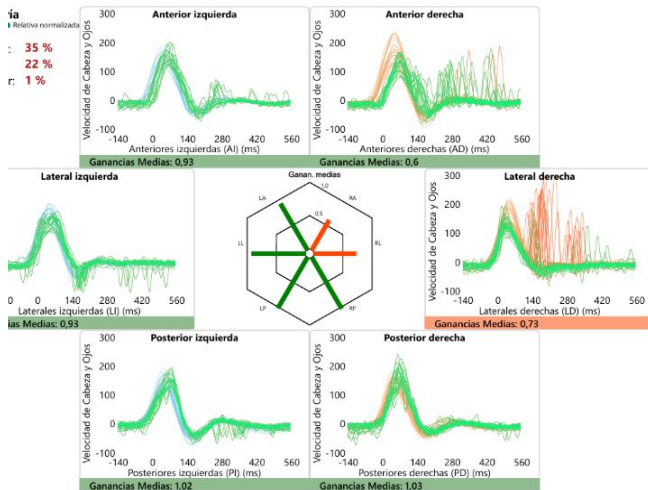 ía
Relativa normalizada
: 35 %
22 %
r: 1 %
Anterior izquierda
Velocidad de Cabeza y Ojos
300
200
100
0
-100
-140 0 140 280 420 560
Anteriores izquierdas (AI) (ms)
Ganancias Medias: 0,93
Anterior derecha
Velocidad de Cabeza y Ojos
300
200
100
0
-100
-140 0 140 280 420 560
Anteriores derechas (AD) (ms)
Ganancias Medias: 0,6
Lateral izquierda
0 140 280 420 560
Laterales izquierdas (LI) (ms)
ias Medias: 0,93
Ganan. medias
1,0
0,5
LA RA
LL RL
LP RP
Lateral derecha
Velocidad de Cabeza y Ojos
300
200
100
0
-100
-140 0 140 280 420 560
Laterales derechas (LD) (ms)
Ganancias Medias: 0,73
Posterior izquierda
Velocidad de Cabeza y Ojos
300
200
100
0
-100
-140 0 140 280 420 560
Posteriores izquierdas (PI) (ms)
Ganancias Medias: 1,02
Posterior derecha
Velocidad de Cabeza y Ojos
300
200
100
0
-100
-140 0 140 280 420 560
Posteriores derechas (PD) (ms)
Ganancias Medias: 1,03